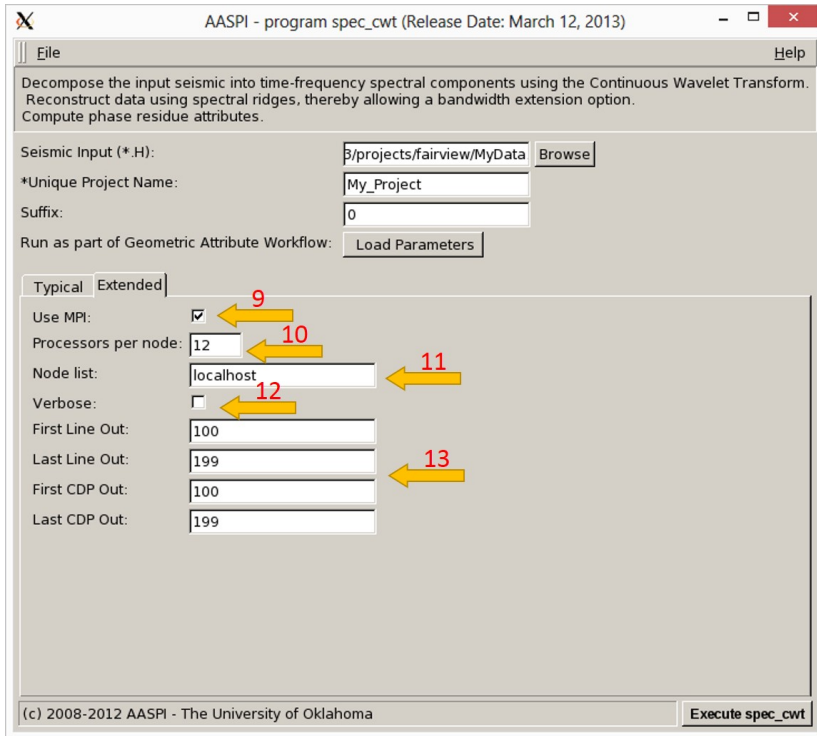 AASPI - program spec_cwt (Release Date: March 12, 2013)
File Help
Decompose the input seismic into time-frequency spectral components using the Continuous Wavelet Transform.
Reconstruct data using spectral ridges, thereby allowing a bandwidth extension option.
Compute phase residue attributes.
Seismic Input (*.H): 3/projects/fairview/MyData Browse
*Unique Project Name: My_Project
Suffix: 0
Run as part of Geometric Attribute Workflow: Load Parameters
Typical Extended
Use MPI: 9
Processors per node: 12 10
Node list: localhost 11
Verbose: 12
First Line Out: 100
Last Line Out: 199 13
First CDP Out: 100
Last CDP Out: 199
(c) 2008-2012 AASPI - The University of Oklahoma Execute spec_cwt